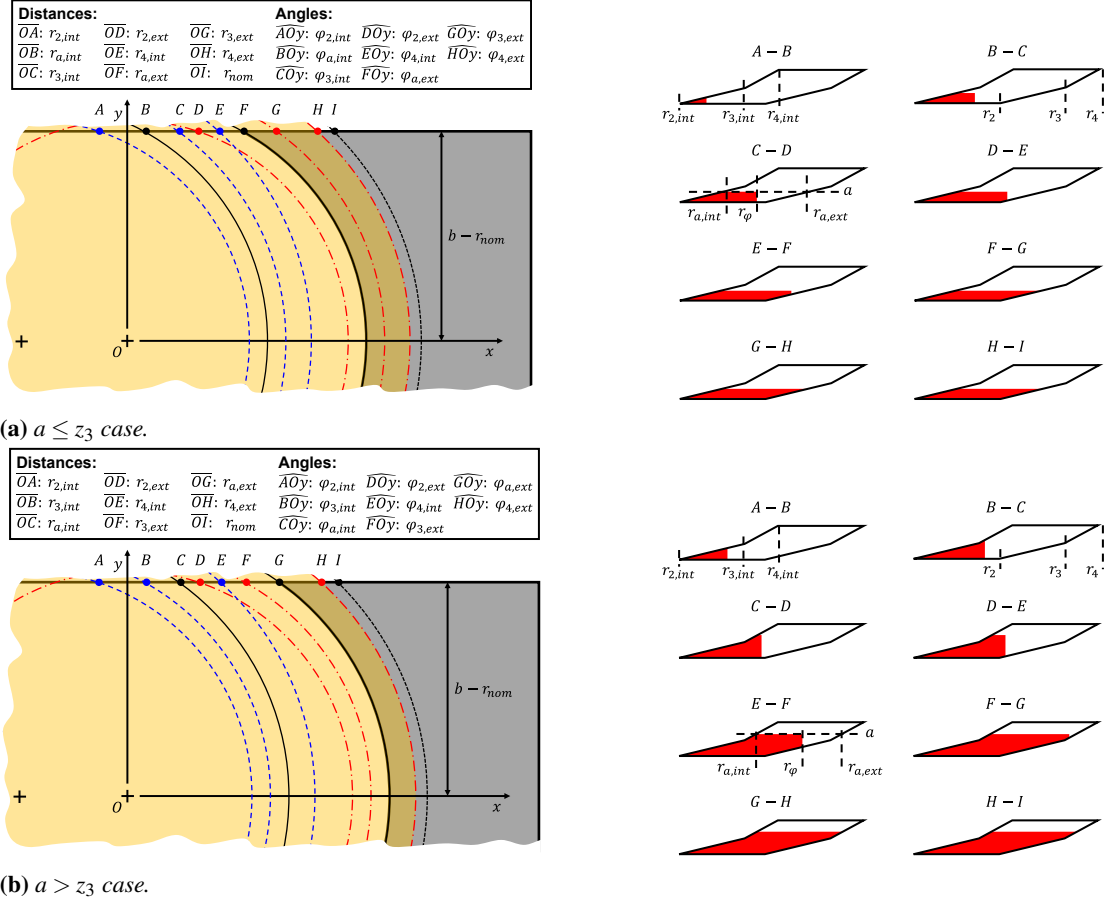 Distances: Angles:
OA: r2,int OD: r2,ext OG: r3,ext AOy: φ2,int DOy: φ2,ext GOy: φ3,ext
OB: ra,int OE: r4,int OH: r4,ext BOy: φa,int EOy: φ4,int HOy: φ4,ext
OC: r3,int OF: ra,ext OI: rnom COy: φ3,int FOy: φa,ext
A y B C D E F G H I
b − rnom
O x
A − B B − C
r2,int r3,int r4,int r2 r3 r4
C − D D − E
a
ra,int rφ ra,ext
E − F F − G
G − H H − I
(a) a ≤ z3 case.
Distances: Angles:
OA: r2,int OD: r2,ext OG: ra,ext AOy: φ2,int DOy: φ2,ext GOy: φa,ext
OB: r3,int OE: r4,int OH: r4,ext BOy: φ3,int EOy: φ4,int HOy: φ4,ext
OC: ra,int OF: r3,ext OI: rnom COy: φa,int FOy: φ3,ext
A y B C D E F G H I
b − rnom
O x
A − B B − C
r2,int r3,int r4,int r2 r3 r4
C − D D − E
E − F F − G
a
ra,int rφ ra,ext
G − H H − I
(b) a > z3 case.